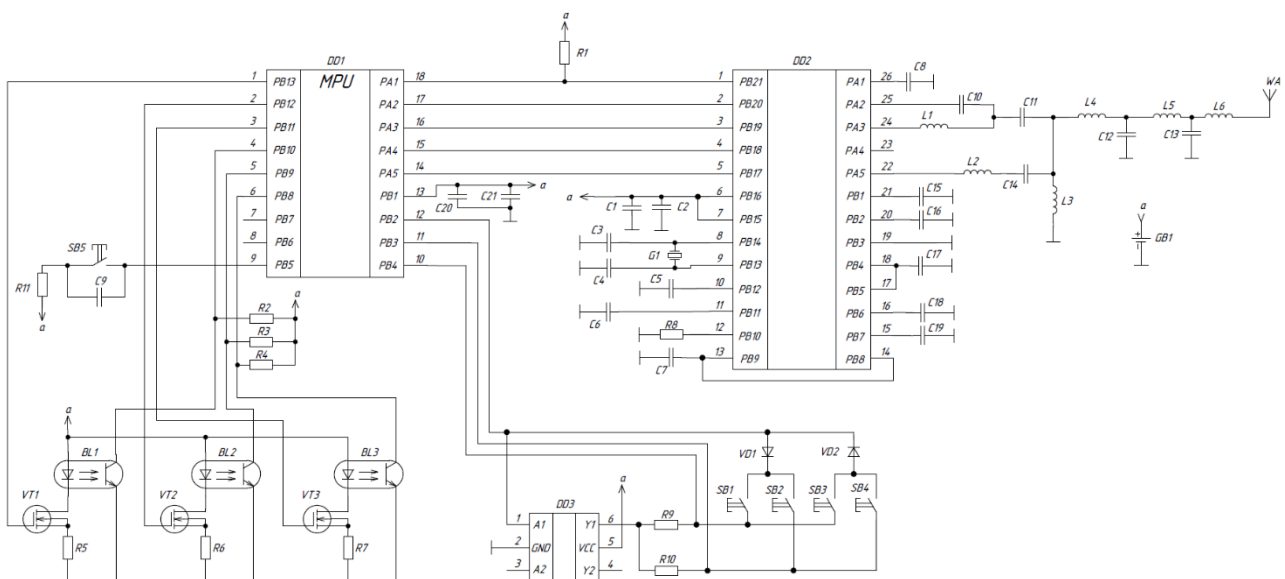 a
R1
DD1
MPU
1 PB13 PA1 18
2 PB12 PA2 17
3 PB11 PA3 16
4 PB10 PA4 15
5 PB9 PA5 14
6 PB8 PB1 13
7 PB7 PB2 12
8 PB6 PB3 11
9 PB5 PB4 10
DD2
1 PB21 PA1 26
2 PB20 PA2 25
3 PB19 PA3 24
4 PB18 PA4 23
5 PB17 PA5 22
6 PB16 PB1 21
7 PB15 PB2 20
8 PB14 PB3 19
9 PB13 PB4 18
10 PB12 PB5 17
11 PB11 PB6 16
12 PB10 PB7 15
13 PB9 PB8 14
C8
C10
C11
L1
L4
L5
L6
WA
C12
C13
L2
C14
L3
C15
C16
C17
C18
C19
a
+
GB1
C20
C21
a
a
C1
C2
C3
G1
C4
C5
C6
R8
C7
SB5
R11
C9
a
a
R2
R3
R4
a
BL1
BL2
BL3
VT1
VT2
VT3
R5
R6
R7
DD3
1 A1 Y1 6
2 GND VCC 5
3 A2 Y2 4
a
R9
R10
VD1
VD2
SB1
SB2
SB3
SB4